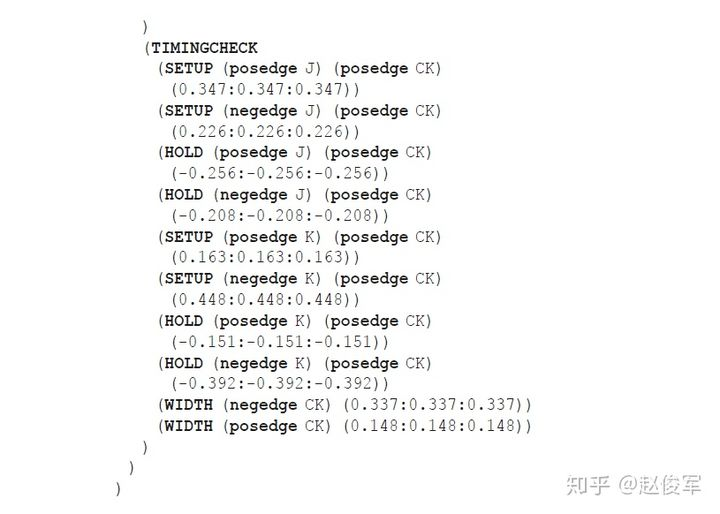 )
(TIMINGCHECK
(SETUP (posedge J) (posedge CK)
(0.347:0.347:0.347))
(SETUP (negedge J) (posedge CK)
(0.226:0.226:0.226))
(HOLD (posedge J) (posedge CK)
(-0.256:-0.256:-0.256))
(HOLD (negedge J) (posedge CK)
(-0.208:-0.208:-0.208))
(SETUP (posedge K) (posedge CK)
(0.163:0.163:0.163))
(SETUP (negedge K) (posedge CK)
(0.448:0.448:0.448))
(HOLD (posedge K) (posedge CK)
(-0.151:-0.151:-0.151))
(HOLD (negedge K) (posedge CK)
(-0.392:-0.392:-0.392))
(WIDTH (negedge CK) (0.337:0.337:0.337))
(WIDTH (posedge CK) (0.148:0.148:0.148))
)
)
)
知乎 @赵俊军